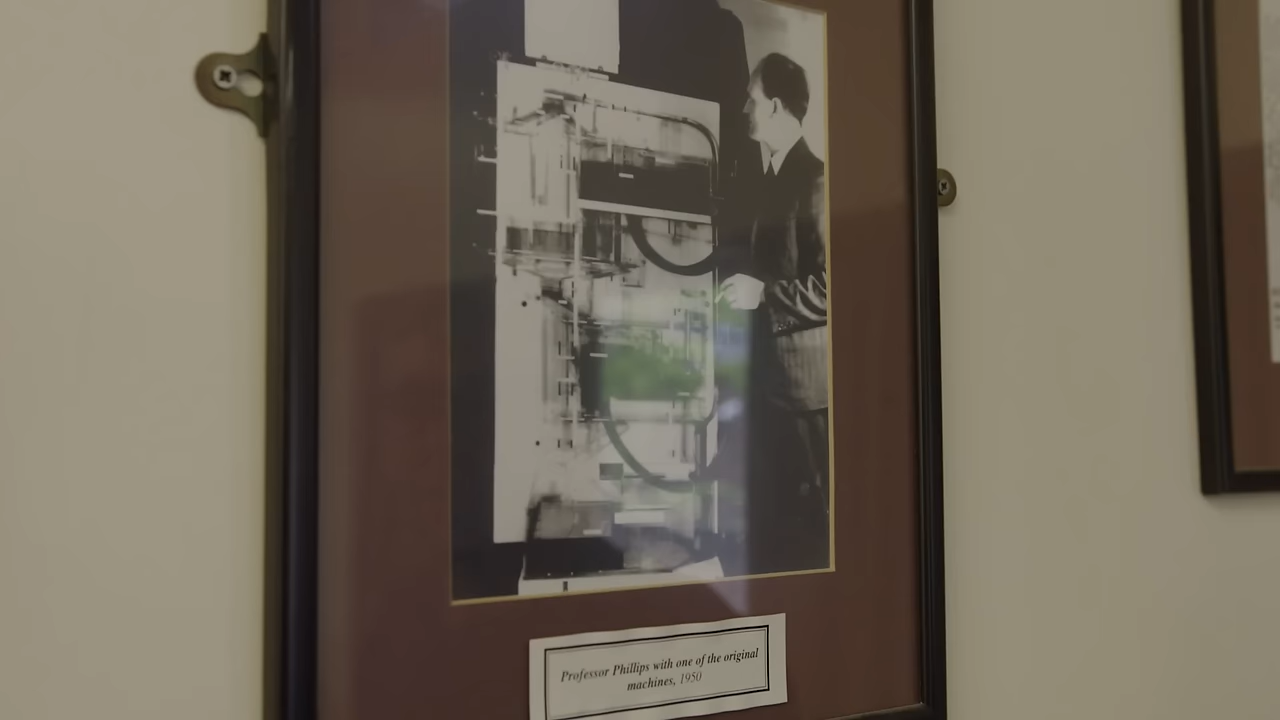 Professor Phillips with one of the original
machines, 1950